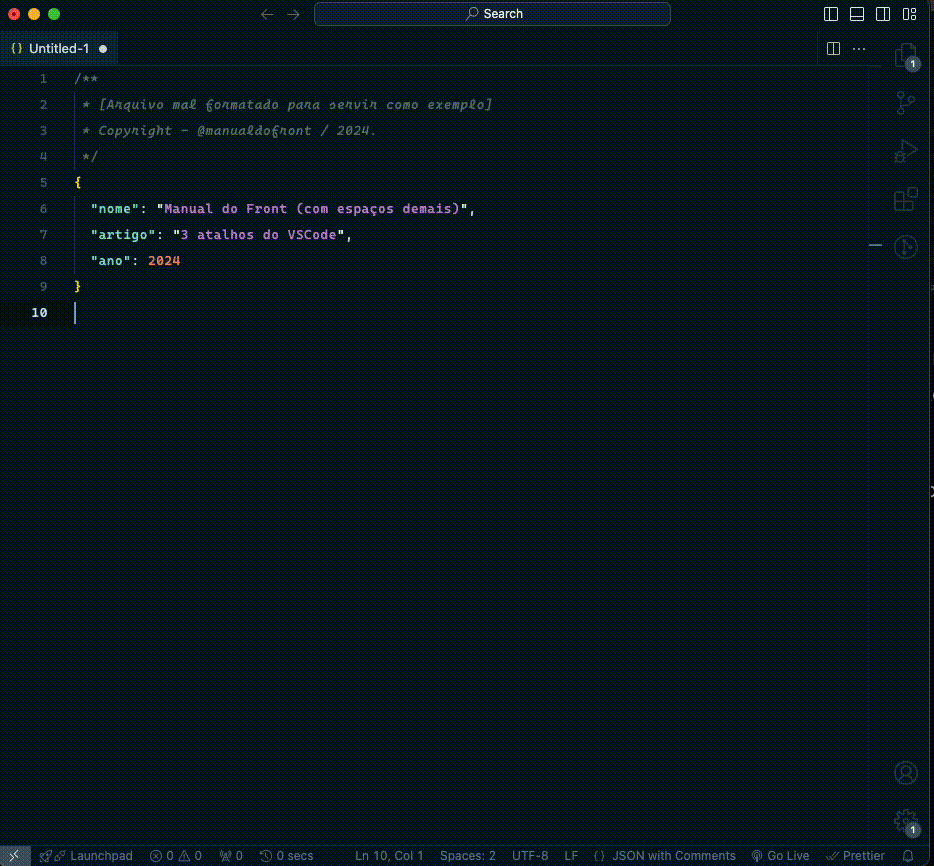 Search
{} Untitled-1
1
1 /**
2 * [Arquivo mal formatado para servir como exemplo]
3 * Copyright - @manualdofront / 2024.
4 */
5 {
6 "nome": "Manual do Front (com espaços demais)",
7 "artigo": "3 atalhos do VSCode",
8 "ano": 2024
9 }
10
1
Launchpad 0 0 0 0 secs Ln 10, Col 1 Spaces: 2 UTF-8 LF {} JSON with Comments Go Live Prettier